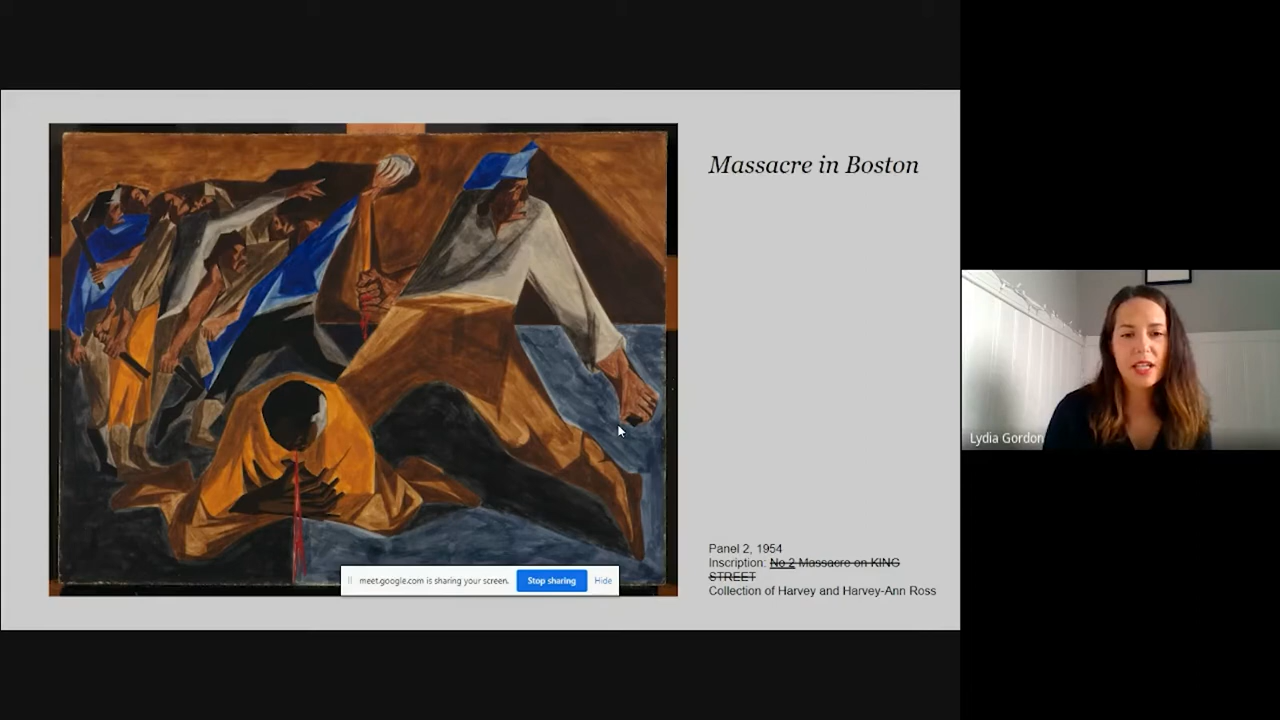 Massacre in Boston
Panel 2, 1954
Inscription: No 2 Massacre on KING
STREET
Collection of Harvey and Harvey-Ann Ross
meet.google.com is sharing your screen. Stop sharing Hide
Lydia Gordon